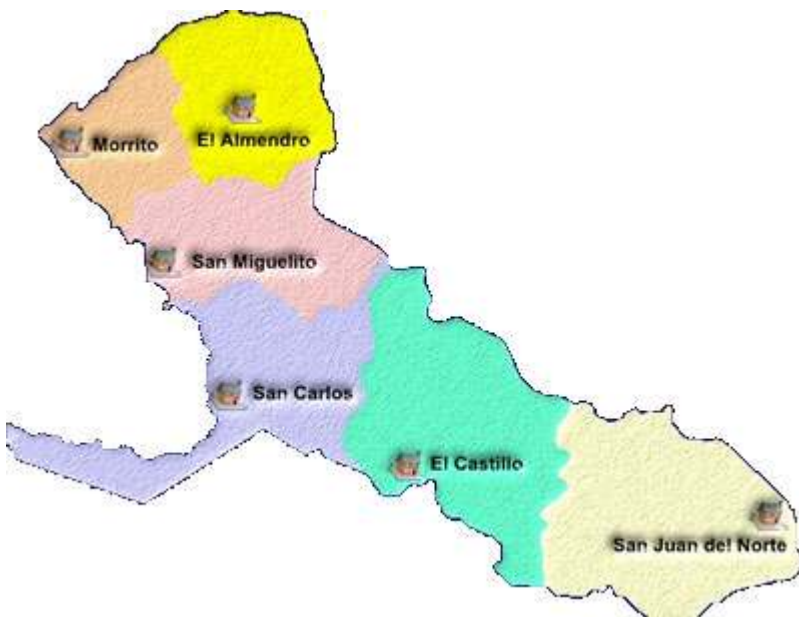 El Almendro
Morrito
San Miguelito
San Carlos
El Castillo
San Juan del Norte